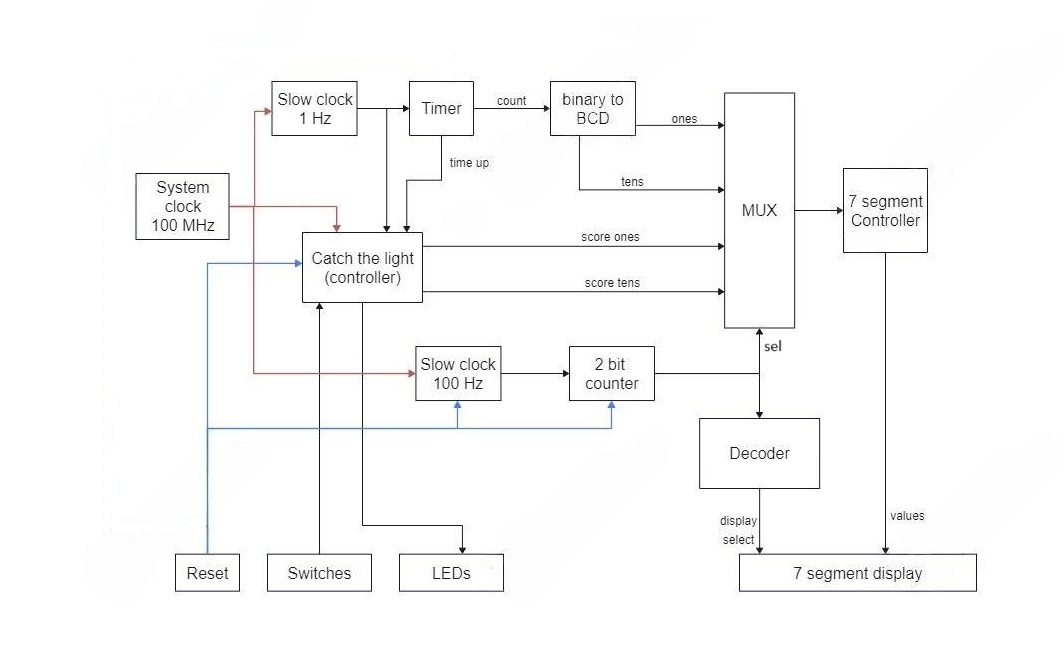 Slow clock
1 Hz
Timer
count
binary to
BCD
ones
time up
tens
System
clock
100 MHz
MUX
7 segment
Controller
Catch the light
(controller)
score ones
score tens
sel
Slow clock
100 Hz
2 bit
counter
Decoder
display
select
values
Reset
Switches
LEDs
7 segment display